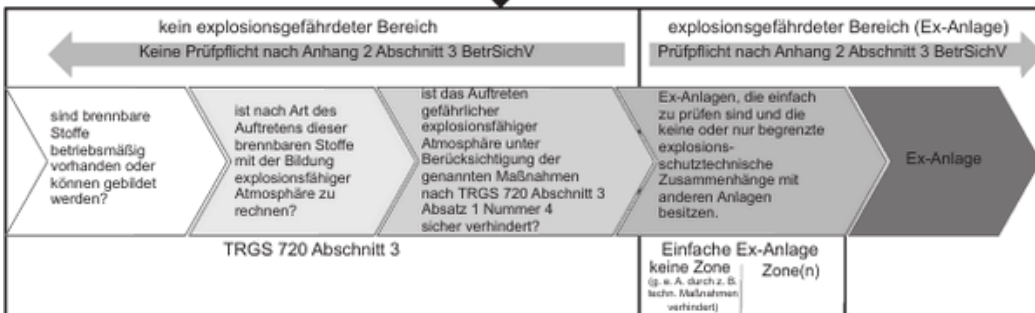 kein explosionsgefährdeter Bereich
Keine Prüfpflicht nach Anhang 2 Abschnitt 3 BetrSichV
explosionsgefährdeter Bereich (Ex-Anlage)
Prüfpflicht nach Anhang 2 Abschnitt 3 BetrSichV
sind brennbare
Stoffe
betriebsmäßig
vorhanden oder
können gebildet
werden?
ist nach Art des
Auftretens dieser
brennbaren Stoffe
mit der Bildung
explosionsfähiger
Atmosphäre zu
rechnen?
ist das Auftreten
gefährlicher
explosionsfähiger
Atmosphäre unter
Berücksichtigung der
genannten Maßnahmen
nach TRGS 720 Abschnitt 3
Absatz 1 Nummer 4
sicher verhindert?
Ex-Anlagen, die einfach
zu prüfen sind und die
keine oder nur begrenzte
explosions-
schutztechnische
Zusammenhänge mit
anderen Anlagen
besitzen.
Ex-Anlage
TRGS 720 Abschnitt 3
Einfache Ex-Anlage
keine Zone
(g. e. A. durch z. B.
techn. Maßnahmen
verhindert)
Zone(n)